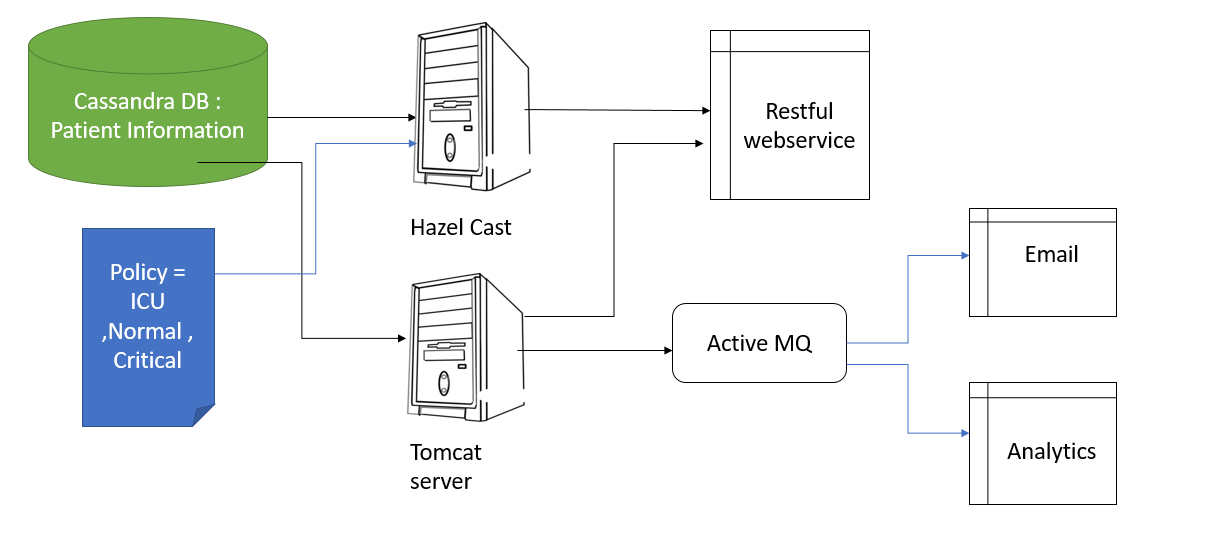 Cassandra DB :
Patient Information
Restful
webservice
Hazel Cast
Policy =
ICU
,Normal ,
Critical
Email
Active MQ
Tomcat
server
Analytics